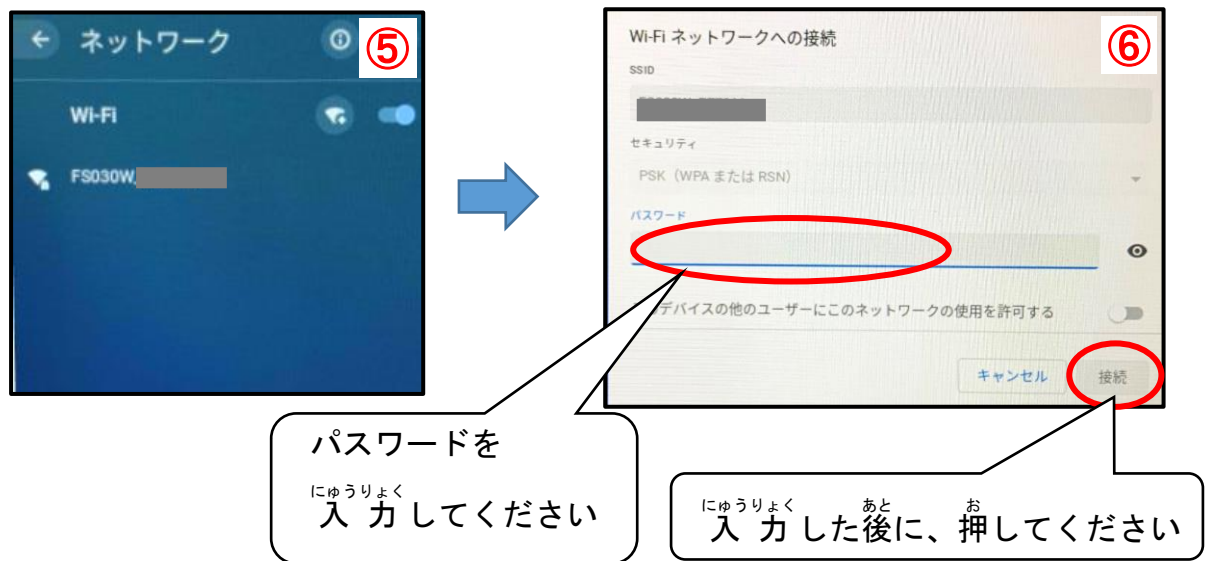 ネットワーク
⑤
Wi-Fi
FS030W
⑥
Wi-Fi ネットワークへの接続
SSID
セキュリティ
PSK（WPA または RSN）
パスワード
デバイスの他のユーザーにこのネットワークの使用を許可する
キャンセル
接続
パスワードを
にゅうりょく
入力してください
にゅうりょく あと お
入力した後に、押してください